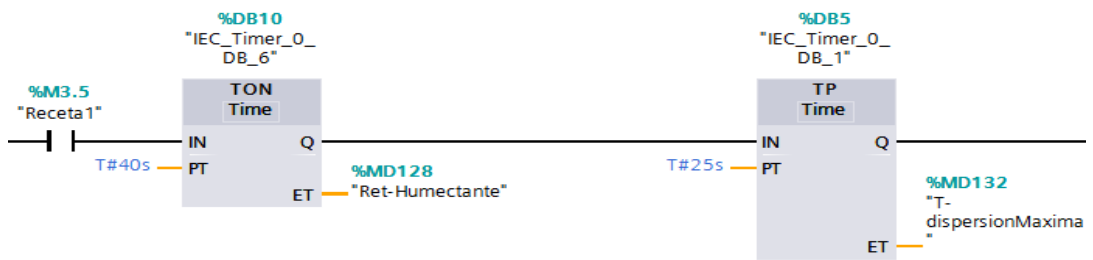 %DB10
"IEC_Timer_0_
DB_6"
%DB5
"IEC_Timer_0_
DB_1"
%M3.5
"Receta1"
TON
Time
TP
Time
IN
Q
IN
Q
T#40s
PT
%MD128
"Ret-Humectante"
ET
T#25s
PT
%MD132
"T-
dispersionMaxima
"
ET